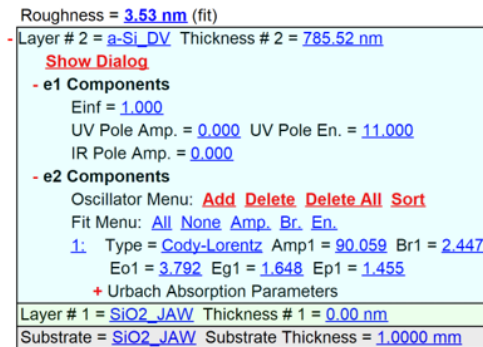 Roughness = 3.53 nm (fit)
- Layer # 2 = a-Si_DV Thickness # 2 = 785.52 nm
Show Dialog
- e1 Components
Einf = 1.000
UV Pole Amp. = 0.000 UV Pole En. = 11.000
IR Pole Amp. = 0.000
- e2 Components
Oscillator Menu: Add Delete Delete All Sort
Fit Menu: All None Amp. Br. En.
1: Type = Cody-Lorentz Amp1 = 90.059 Br1 = 2.447
Eo1 = 3.792 Eg1 = 1.648 Ep1 = 1.455
+ Urbach Absorption Parameters
Layer # 1 = SiO2_JAW Thickness # 1 = 0.00 nm
Substrate = SiO2_JAW Substrate Thickness = 1.0000 mm